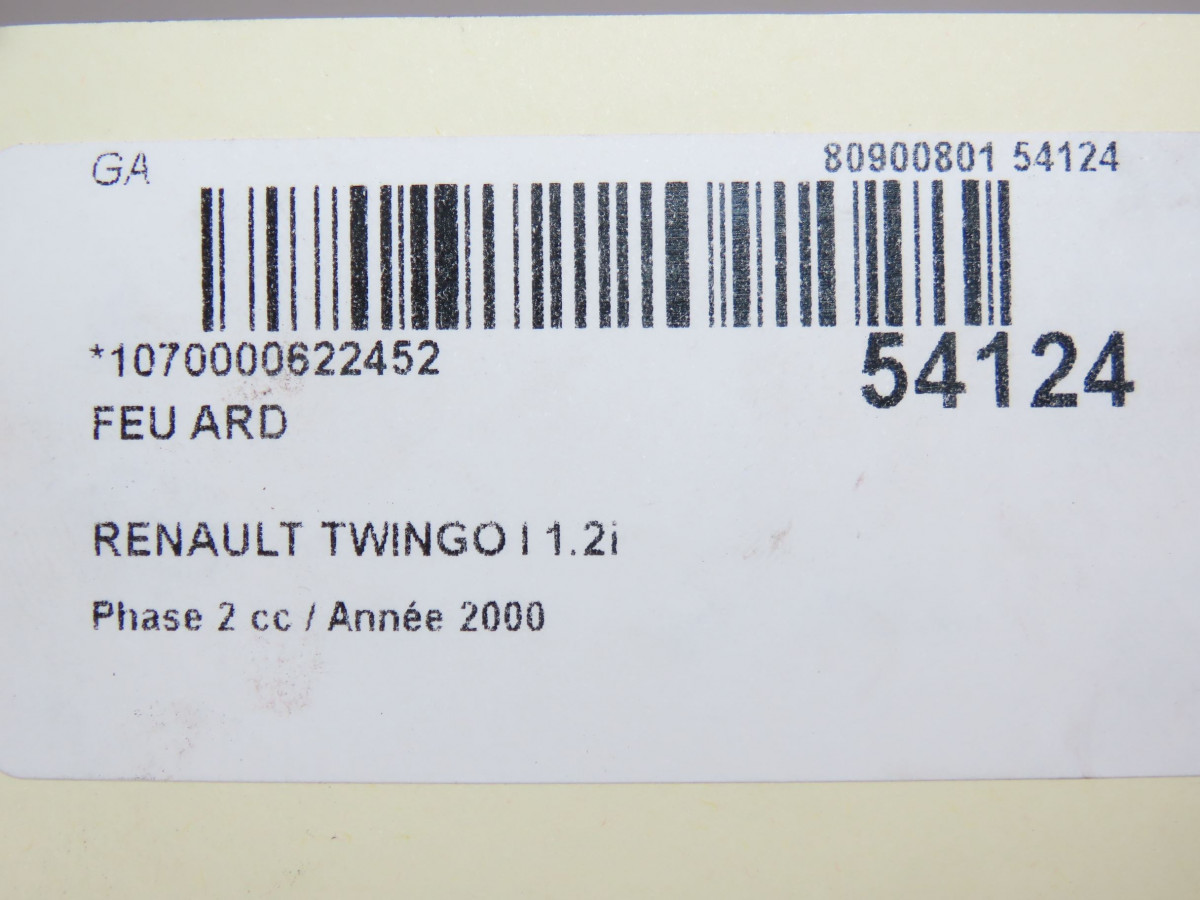 GA
80900801 54124
*1070000622452
54124
FEU ARD
RENAULT TWINGO I 1.2i
Phase 2 cc / Année 2000